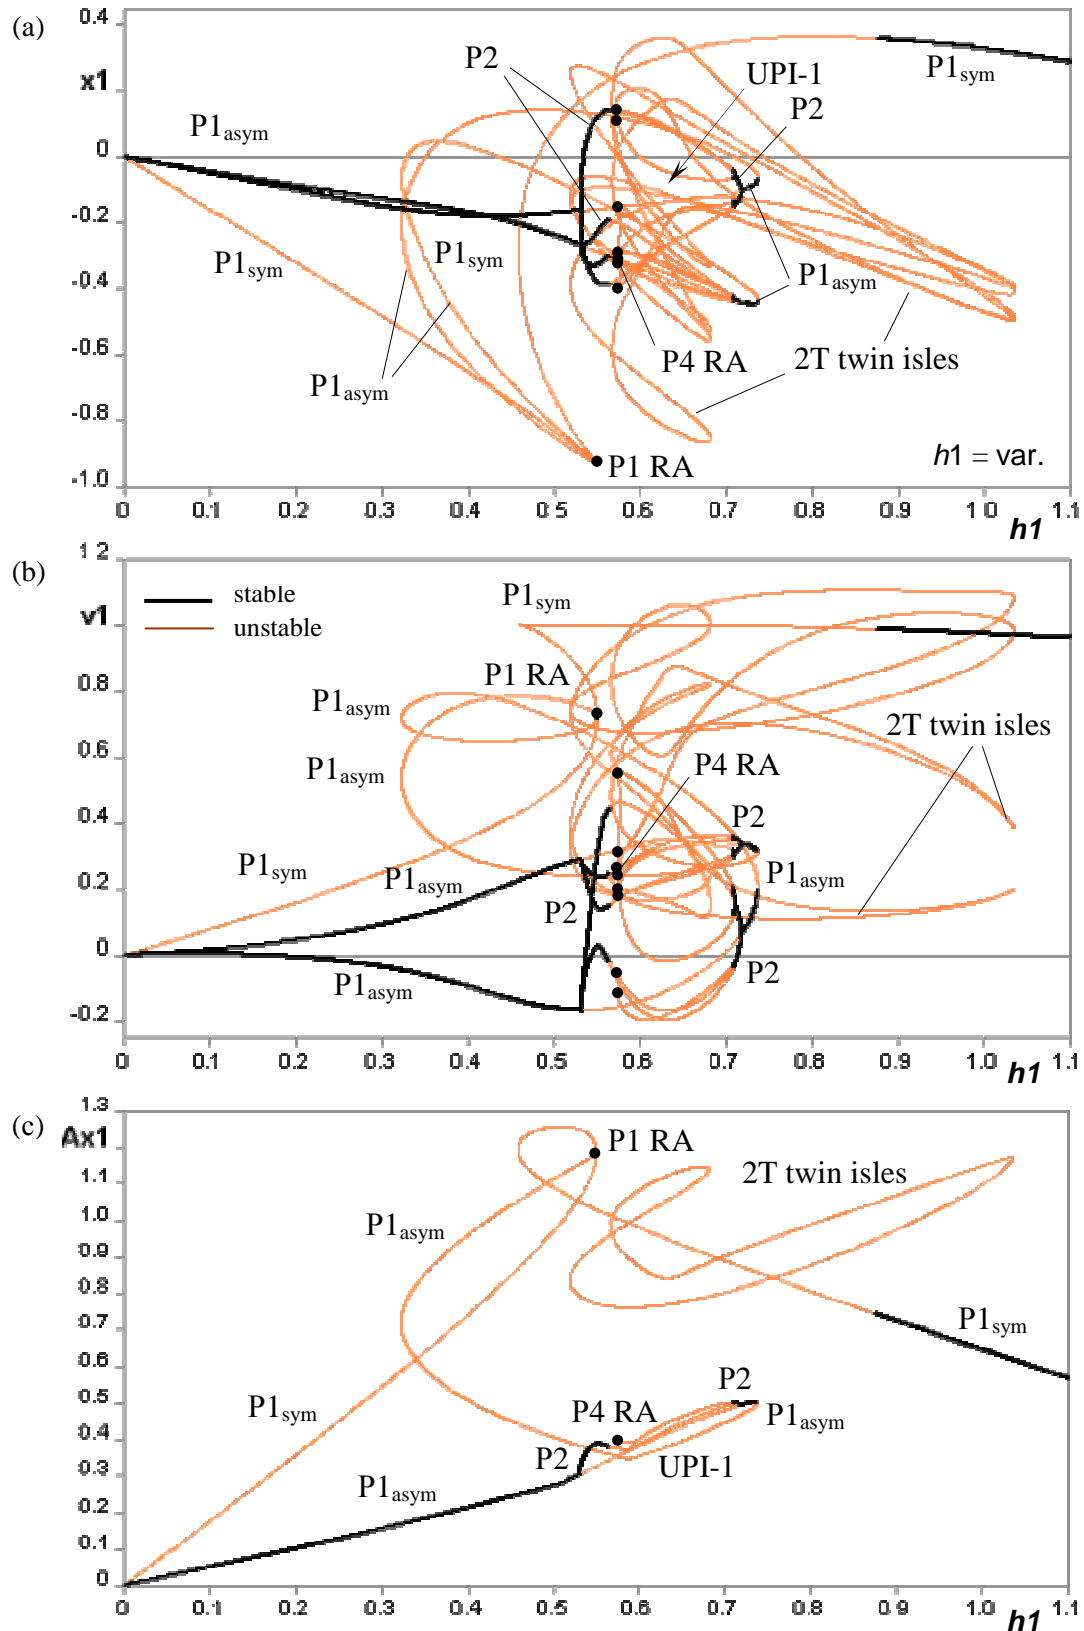 (a)
0.4
x1
0
-0.2
-0.4
-0.6
-0.8
-1.0
P2
UPI-1
P2
P1sym
P1asym
P1sym
P1sym
P1asym
P1asym
P4 RA
2T twin isles
P1 RA
h1 = var.
0 0.1 0.2 0.3 0.4 0.5 0.6 0.7 0.8 0.9 1.0 1.1
h1
(b)
1.2
v1
0.8
0.6
0.4
0.2
0
-0.2
stable
unstable
P1sym
P1 RA
P1asym
2T twin isles
P1asym
P4 RA
P2
P1sym
P1asym
P1asym
P2
P2
P1asym
0 0.1 0.2 0.3 0.4 0.5 0.6 0.7 0.8 0.9 1.0 1.1
h1
(c)
1.3
Ax1
1.1
1.0
0.9
0.8
0.7
0.6
0.5
0.4
0.3
0.2
0.1
0
P1 RA
2T twin isles
P1asym
P1sym
P2
P1sym
P4 RA
P1asym
P2
UPI-1
P1asym
0 0.1 0.2 0.3 0.4 0.5 0.6 0.7 0.8 0.9 1.0 1.1
h1